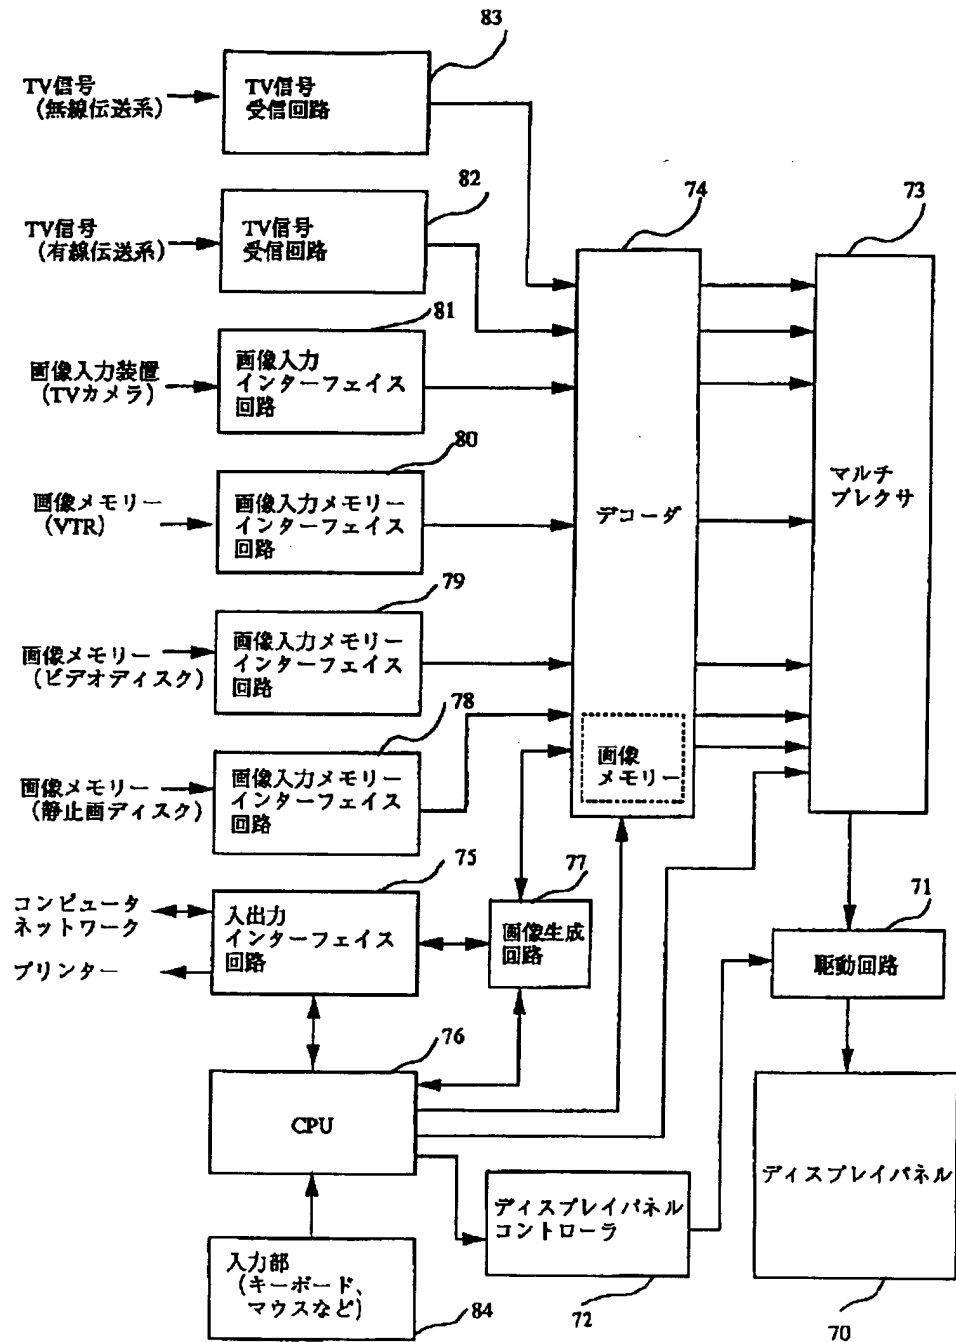 83
TV信号
(無線伝送系)
TV信号
受信回路
82
TV信号
(有線伝送系)
TV信号
受信回路
74
73
81
画像入力装置
(TVカメラ)
画像入力
インターフェイス
回路
80
画像メモリー
(VTR)
画像入力メモリー
インターフェイス
回路
デコーダ
マルチ
プレクサ
79
画像メモリー
(ビデオディスク)
画像入力メモリー
インターフェイス
回路
78
画像メモリー
(静止画ディスク)
画像入力メモリー
インターフェイス
回路
画像
メモリー
75
77
71
コンピュータ
ネットワーク
プリンター
入出力
インターフェイス
回路
画像生成
回路
駆動回路
76
CPU
ディスプレイパネル
ディスプレイパネル
コントローラ
入力部
(キーボード、
マウスなど)
84
72
70